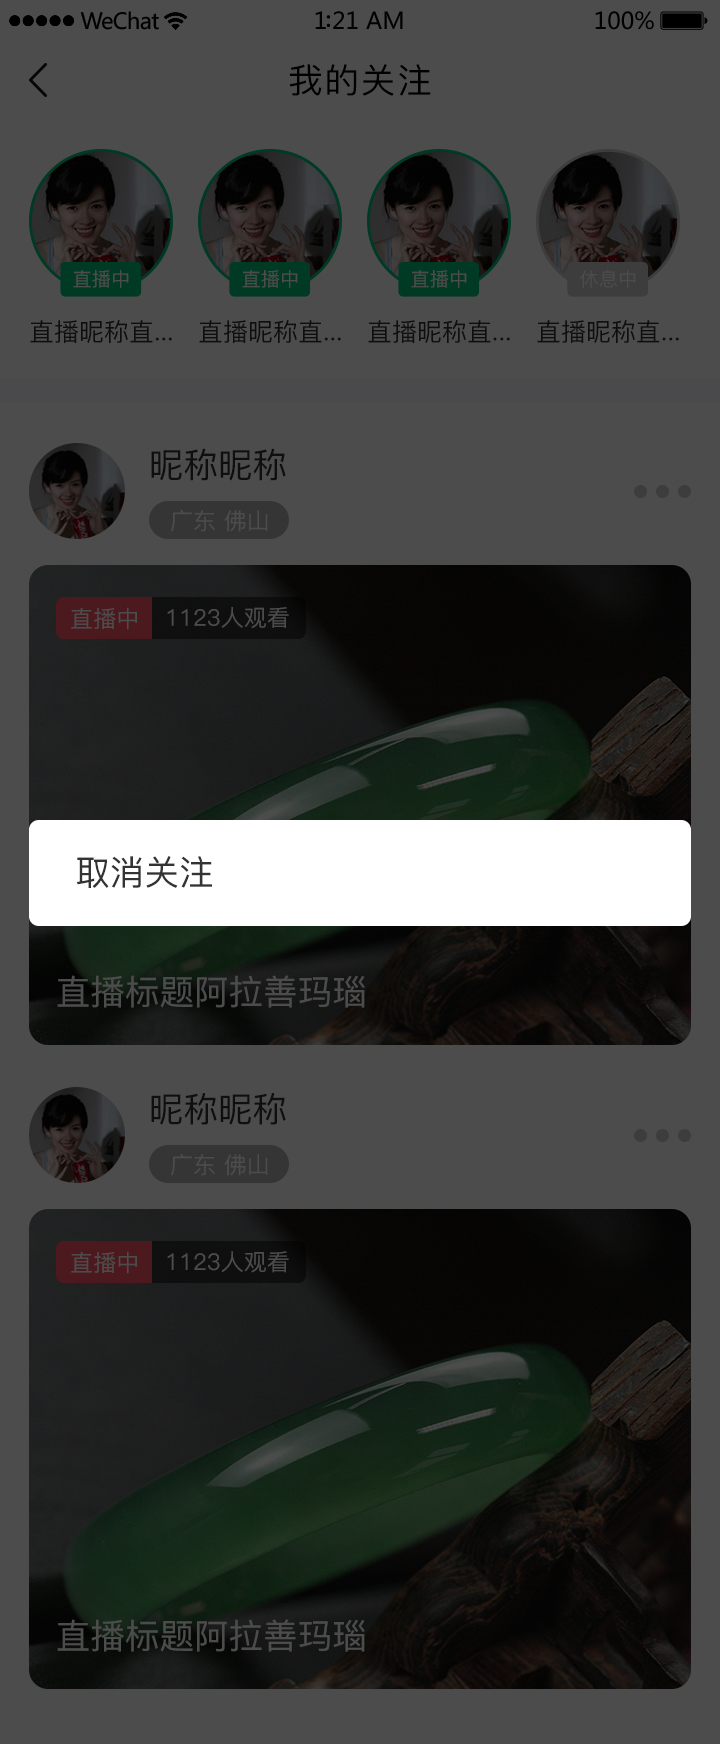 WeChat 1:21 AM 100%
我的关注
直播中 直播中 直播中 休息中
直播昵称直... 直播昵称直... 直播昵称直... 直播昵称直...
昵称昵称
广东 佛山
直播中 1123人观看
取消关注
直播标题阿拉善玛瑙
昵称昵称
广东 佛山
直播中 1123人观看
直播标题阿拉善玛瑙